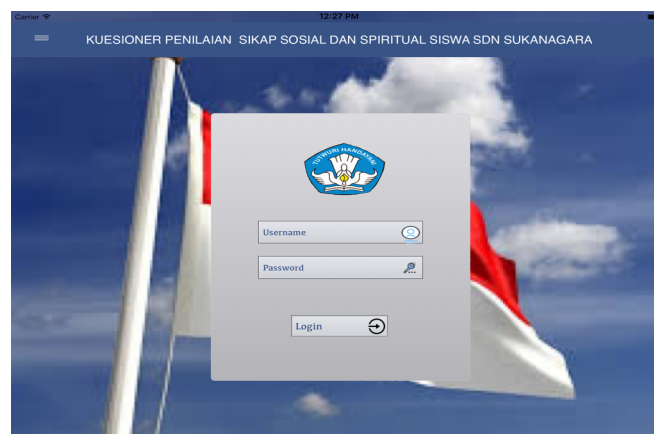 Carrier 12:27 PM
KUESIONER PENILAIAN SIKAP SOSIAL DAN SPIRITUAL SISWA SDN SUKANAGARA
TUT WURI HANDAYANI
Username
Password
Login